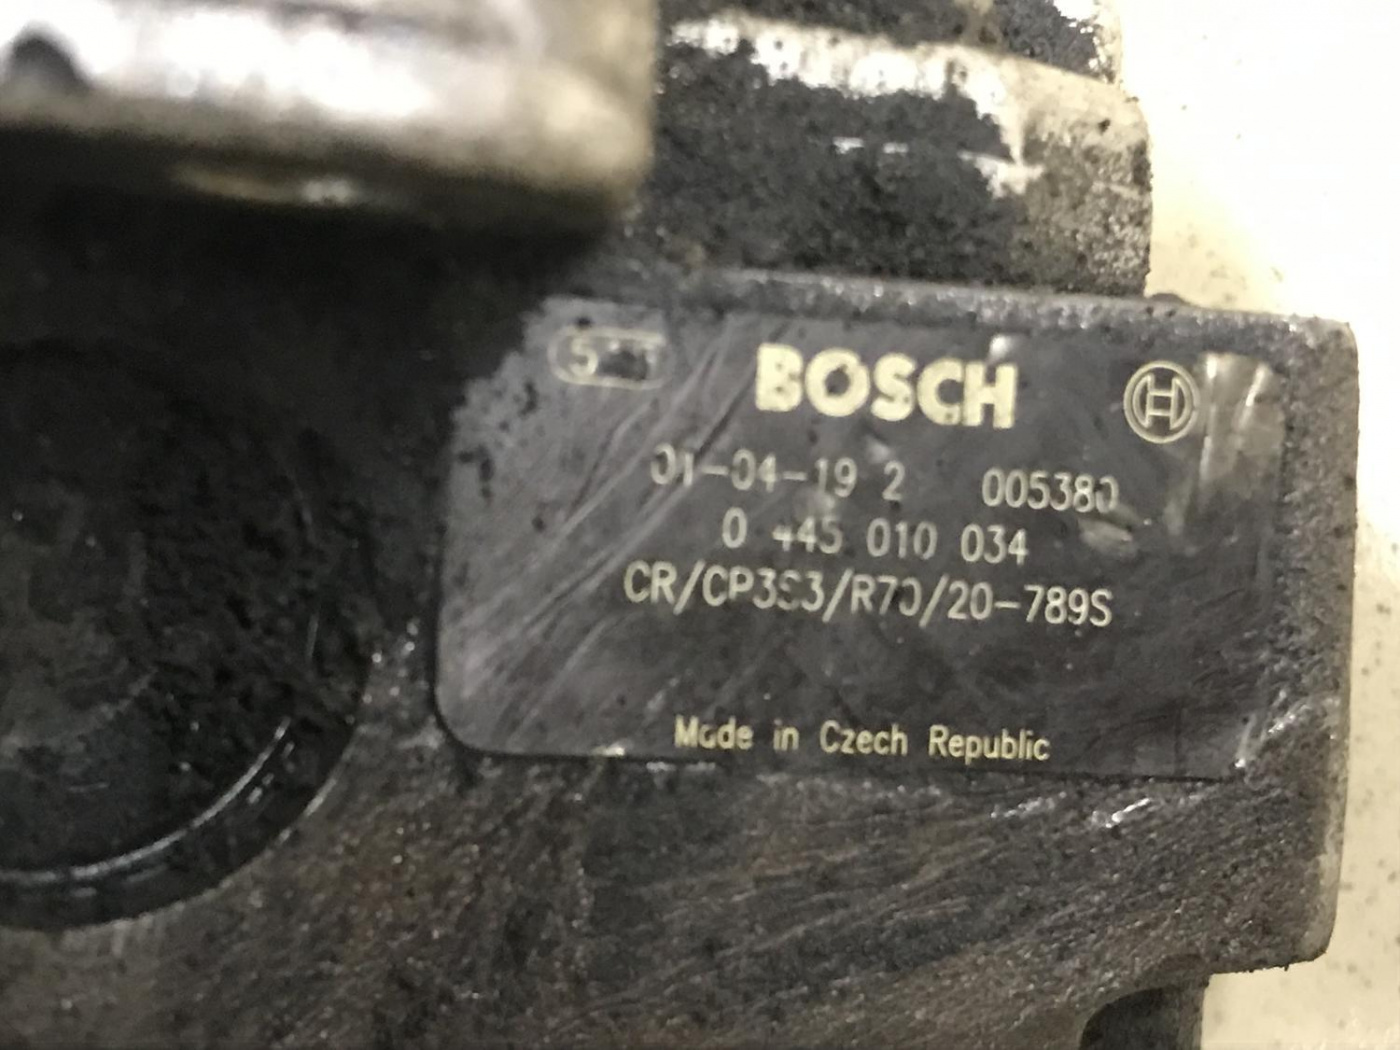 BOSCH
01-04-19 2 005380
0 445 010 034
CR/CP3S3/R70/20-789S
Made in Czech Republic